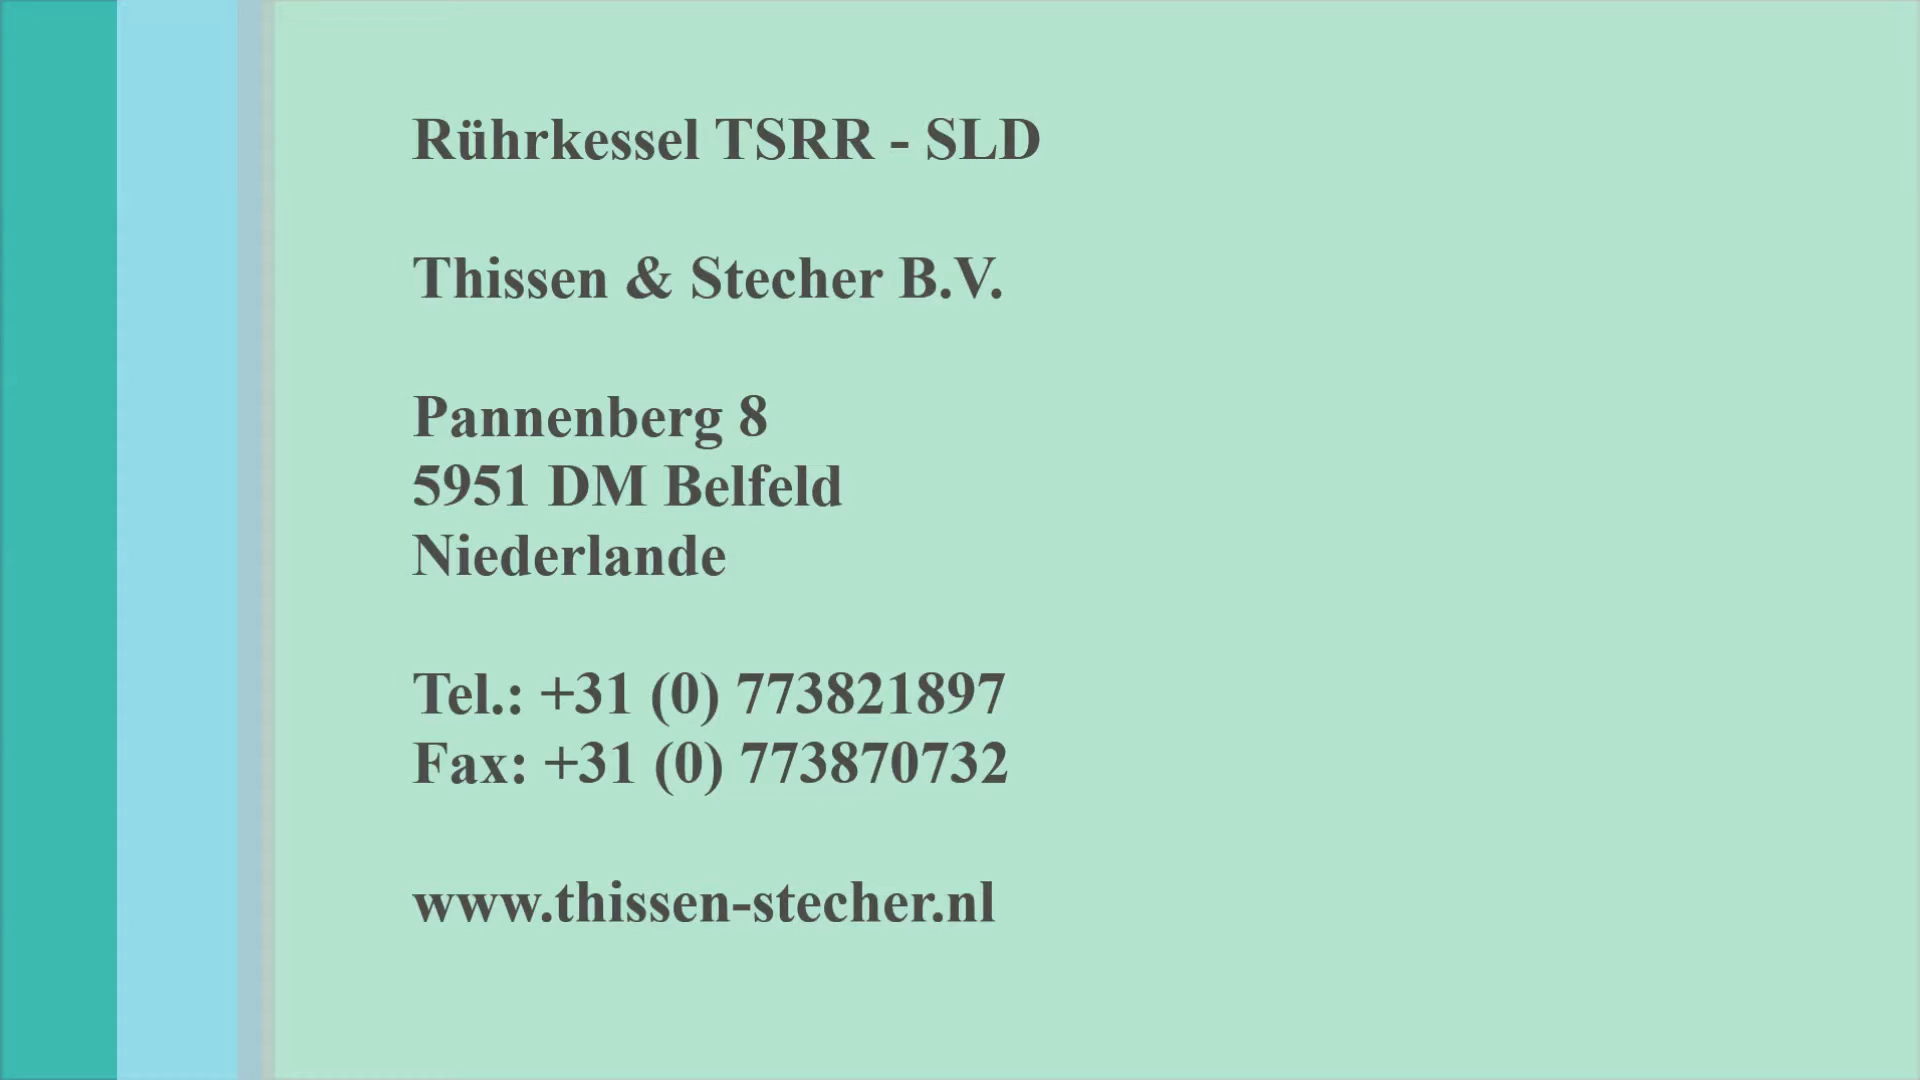 Rührkessel TSRR - SLD
Thissen & Stecher B.V.
Pannenberg 8
5951 DM Belfeld
Niederlande
Tel.: +31 (0) 773821897
Fax: +31 (0) 773870732
www.thissen-stecher.nl